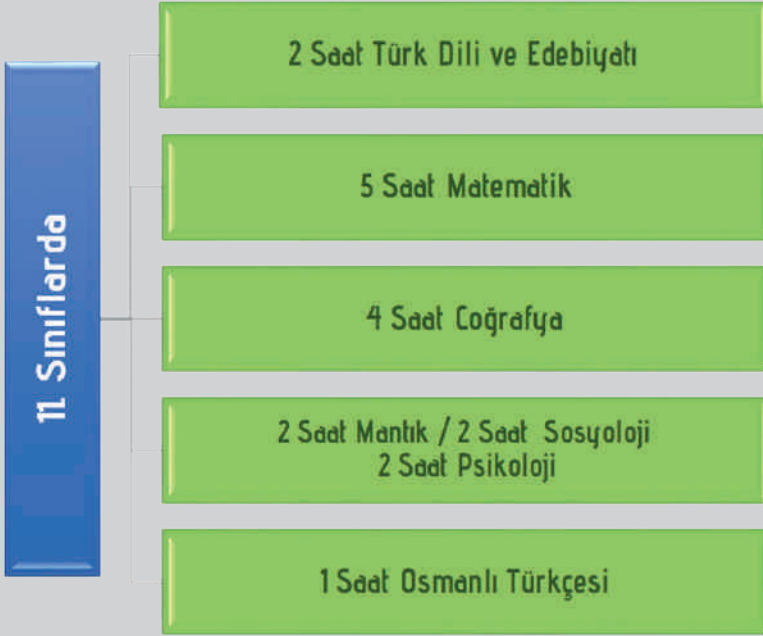 11. Sınıflarda
2 Saat Türk Dili ve Edebiyatı
5 Saat Matematik
4 Saat Coğrafya
2 Saat Mantık / 2 Saat Sosyoloji
2 Saat Psikoloji
1 Saat Osmanlı Türkçesi